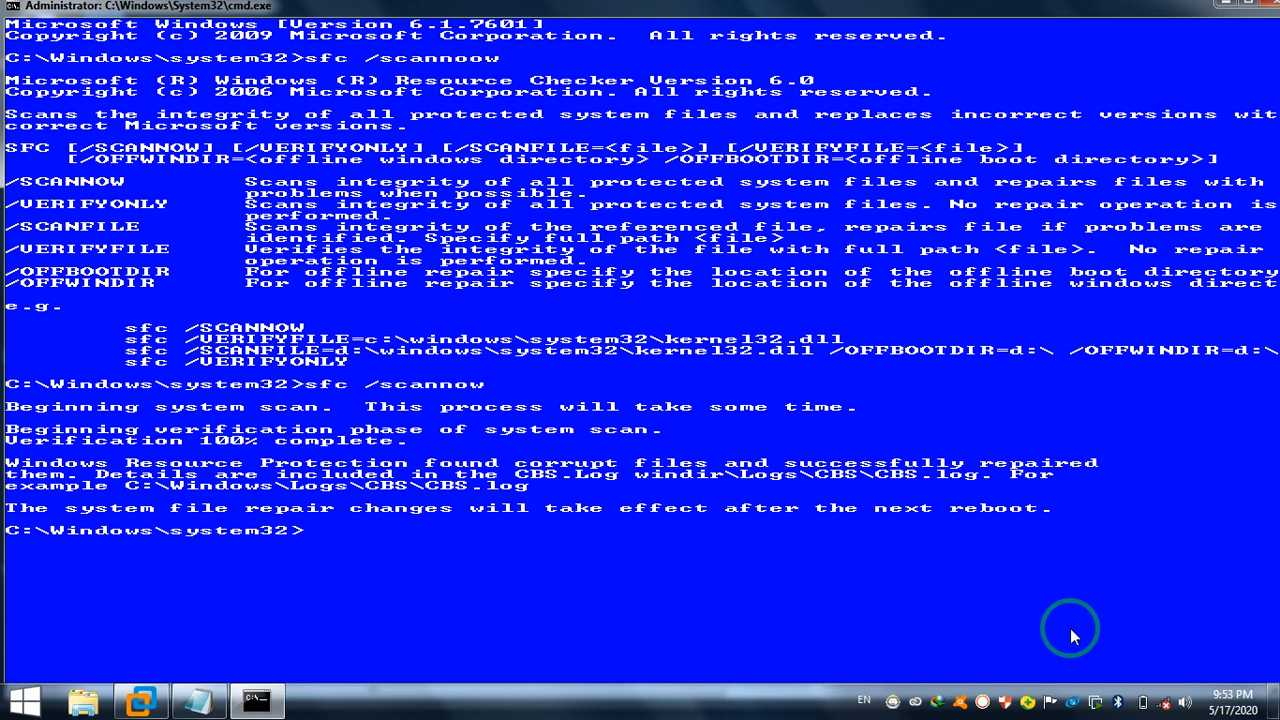 Administrator: C:\Windows\System32\cmd.exe
Microsoft Windows [Version 6.1.7601]
Copyright (c) 2009 Microsoft Corporation.  All rights reserved.
C:\Windows\system32>sfc /scannoow
Microsoft (R) Windows (R) Resource Checker Version 6.0
Copyright (c) 2006 Microsoft Corporation. All rights reserved.
Scans the integrity of all protected system files and replaces incorrect versions wit
correct Microsoft versions.
SFC [/SCANNOW] [/VERIFYONLY] [/SCANFILE=<file>] [/VERIFYFILE=<file>]
[/OFFWINDIR=<offline windows directory> /OFFBOOTDIR=<offline boot directory>]
/SCANNOW Scans integrity of all protected system files and repairs files with
problems when possible.
/VERIFYONLY Scans integrity of all protected system files. No repair operation is
performed.
/SCANFILE Scans integrity of the referenced file, repairs file if problems are
identified. Specify full path <file>
/VERIFYFILE Verifies the integrity of the file with full path <file>.  No repair
operation is performed.
/OFFBOOTDIR For offline repair specify the location of the offline boot directory
/OFFWINDIR For offline repair specify the location of the offline windows direct
e.g.
sfc /SCANNOW
sfc /VERIFYFILE=c:\windows\system32\kernel32.dll
sfc /SCANFILE=d:\windows\system32\kernel32.dll /OFFBOOTDIR=d:\ /OFFWINDIR=d:\
sfc /VERIFYONLY
C:\Windows\system32>sfc /scannow
Beginning system scan.  This process will take some time.
Beginning verification phase of system scan.
Verification 100% complete.
Windows Resource Protection found corrupt files and successfully repaired
them. Details are included in the CBS.Log windir\Logs\CBS\CBS.log. For
example C:\Windows\Logs\CBS\CBS.log
The system file repair changes will take effect after the next reboot.
C:\Windows\system32>
EN
9:53 PM
5/17/2020